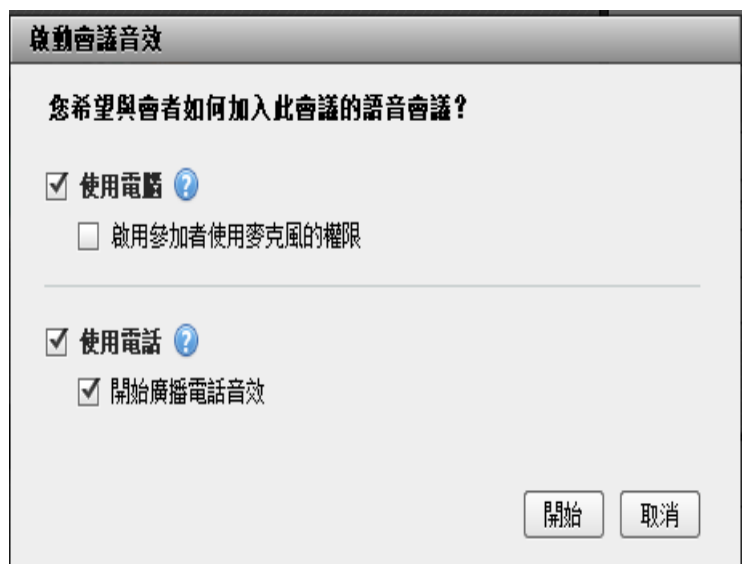 啟動會議音效
您希望與會者如何加入此會議的語音會議?
使用電腦 ?
啟用參加者使用麥克風的權限
使用電話 ?
開始廣播電話音效
開始 取消